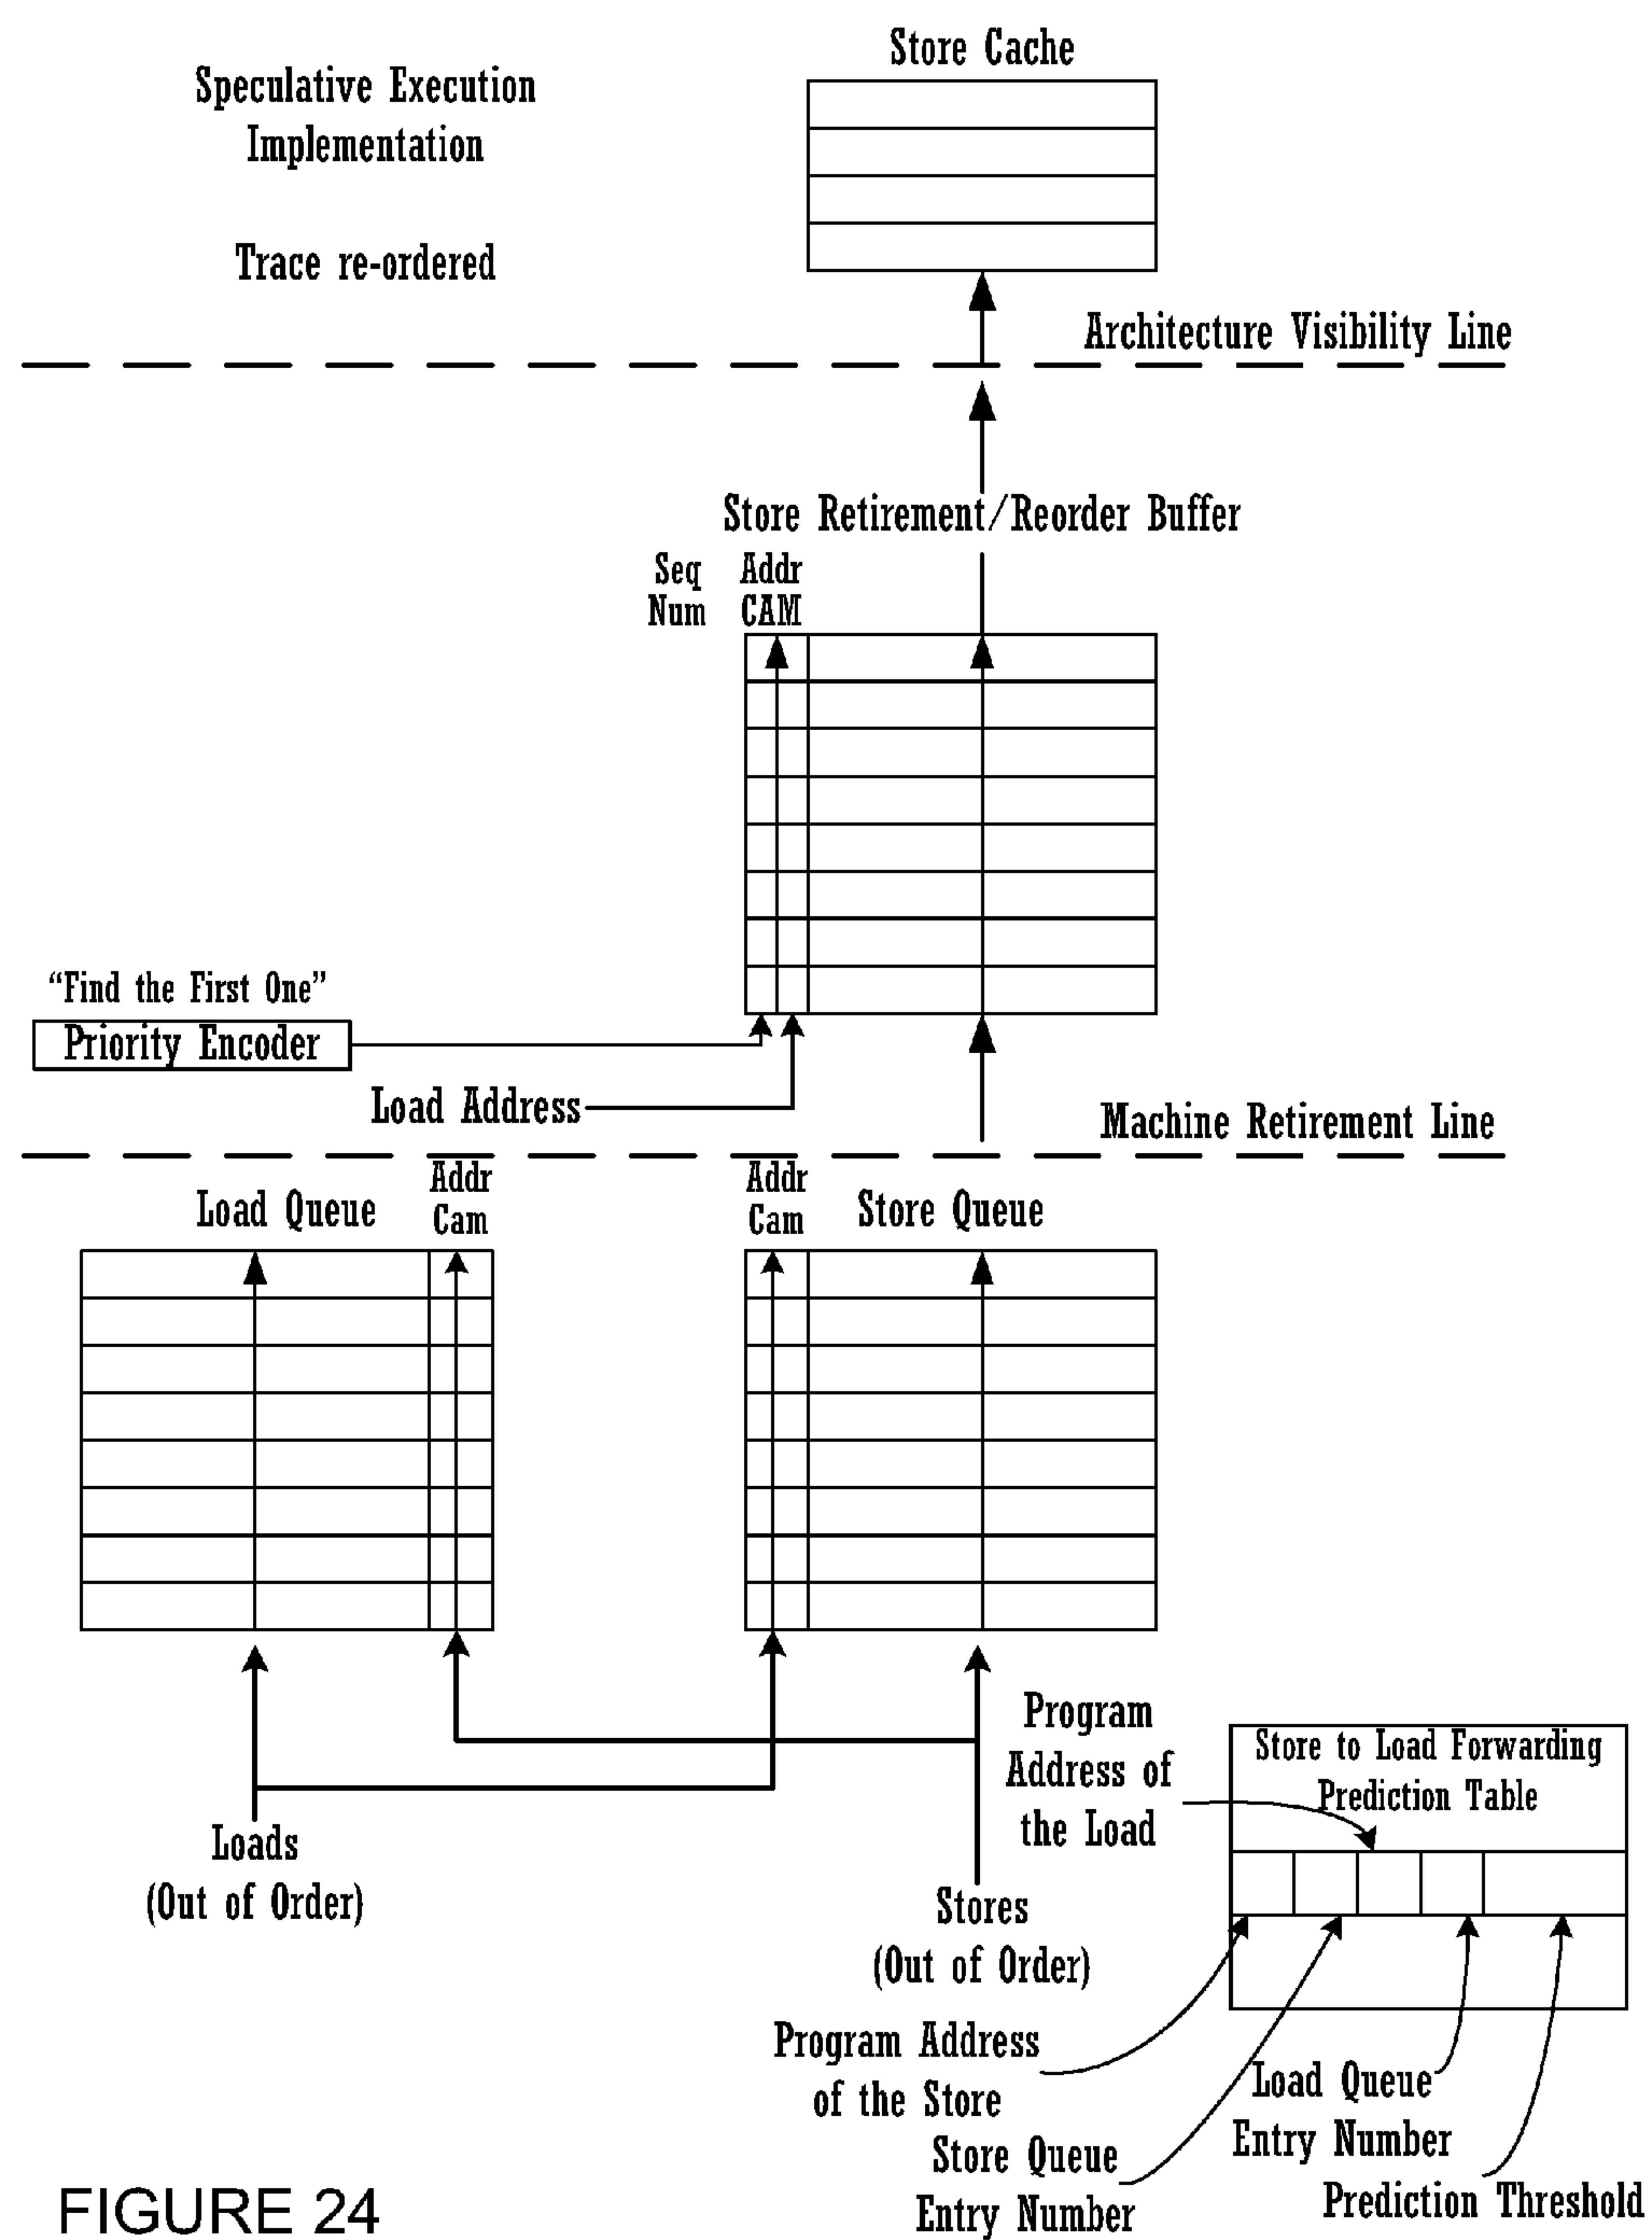 Store Cache
Speculative Execution
Implementation
Trace re-ordered
Architecture Visibility Line
Store Retirement/Reorder Buffer
Seq
Num
Addr
CAM
“Find the First One”
Priority Encoder
Load Address
Machine Retirement Line
Load Queue
Addr
Cam
Addr
Cam
Store Queue
Loads
(Out of Order)
Stores
(Out of Order)
Program
Address of
the Load
Store to Load Forwarding
Prediction Table
Program Address
of the Store
Store Queue
Entry Number
Load Queue
Entry Number
Prediction Threshold
FIGURE 24